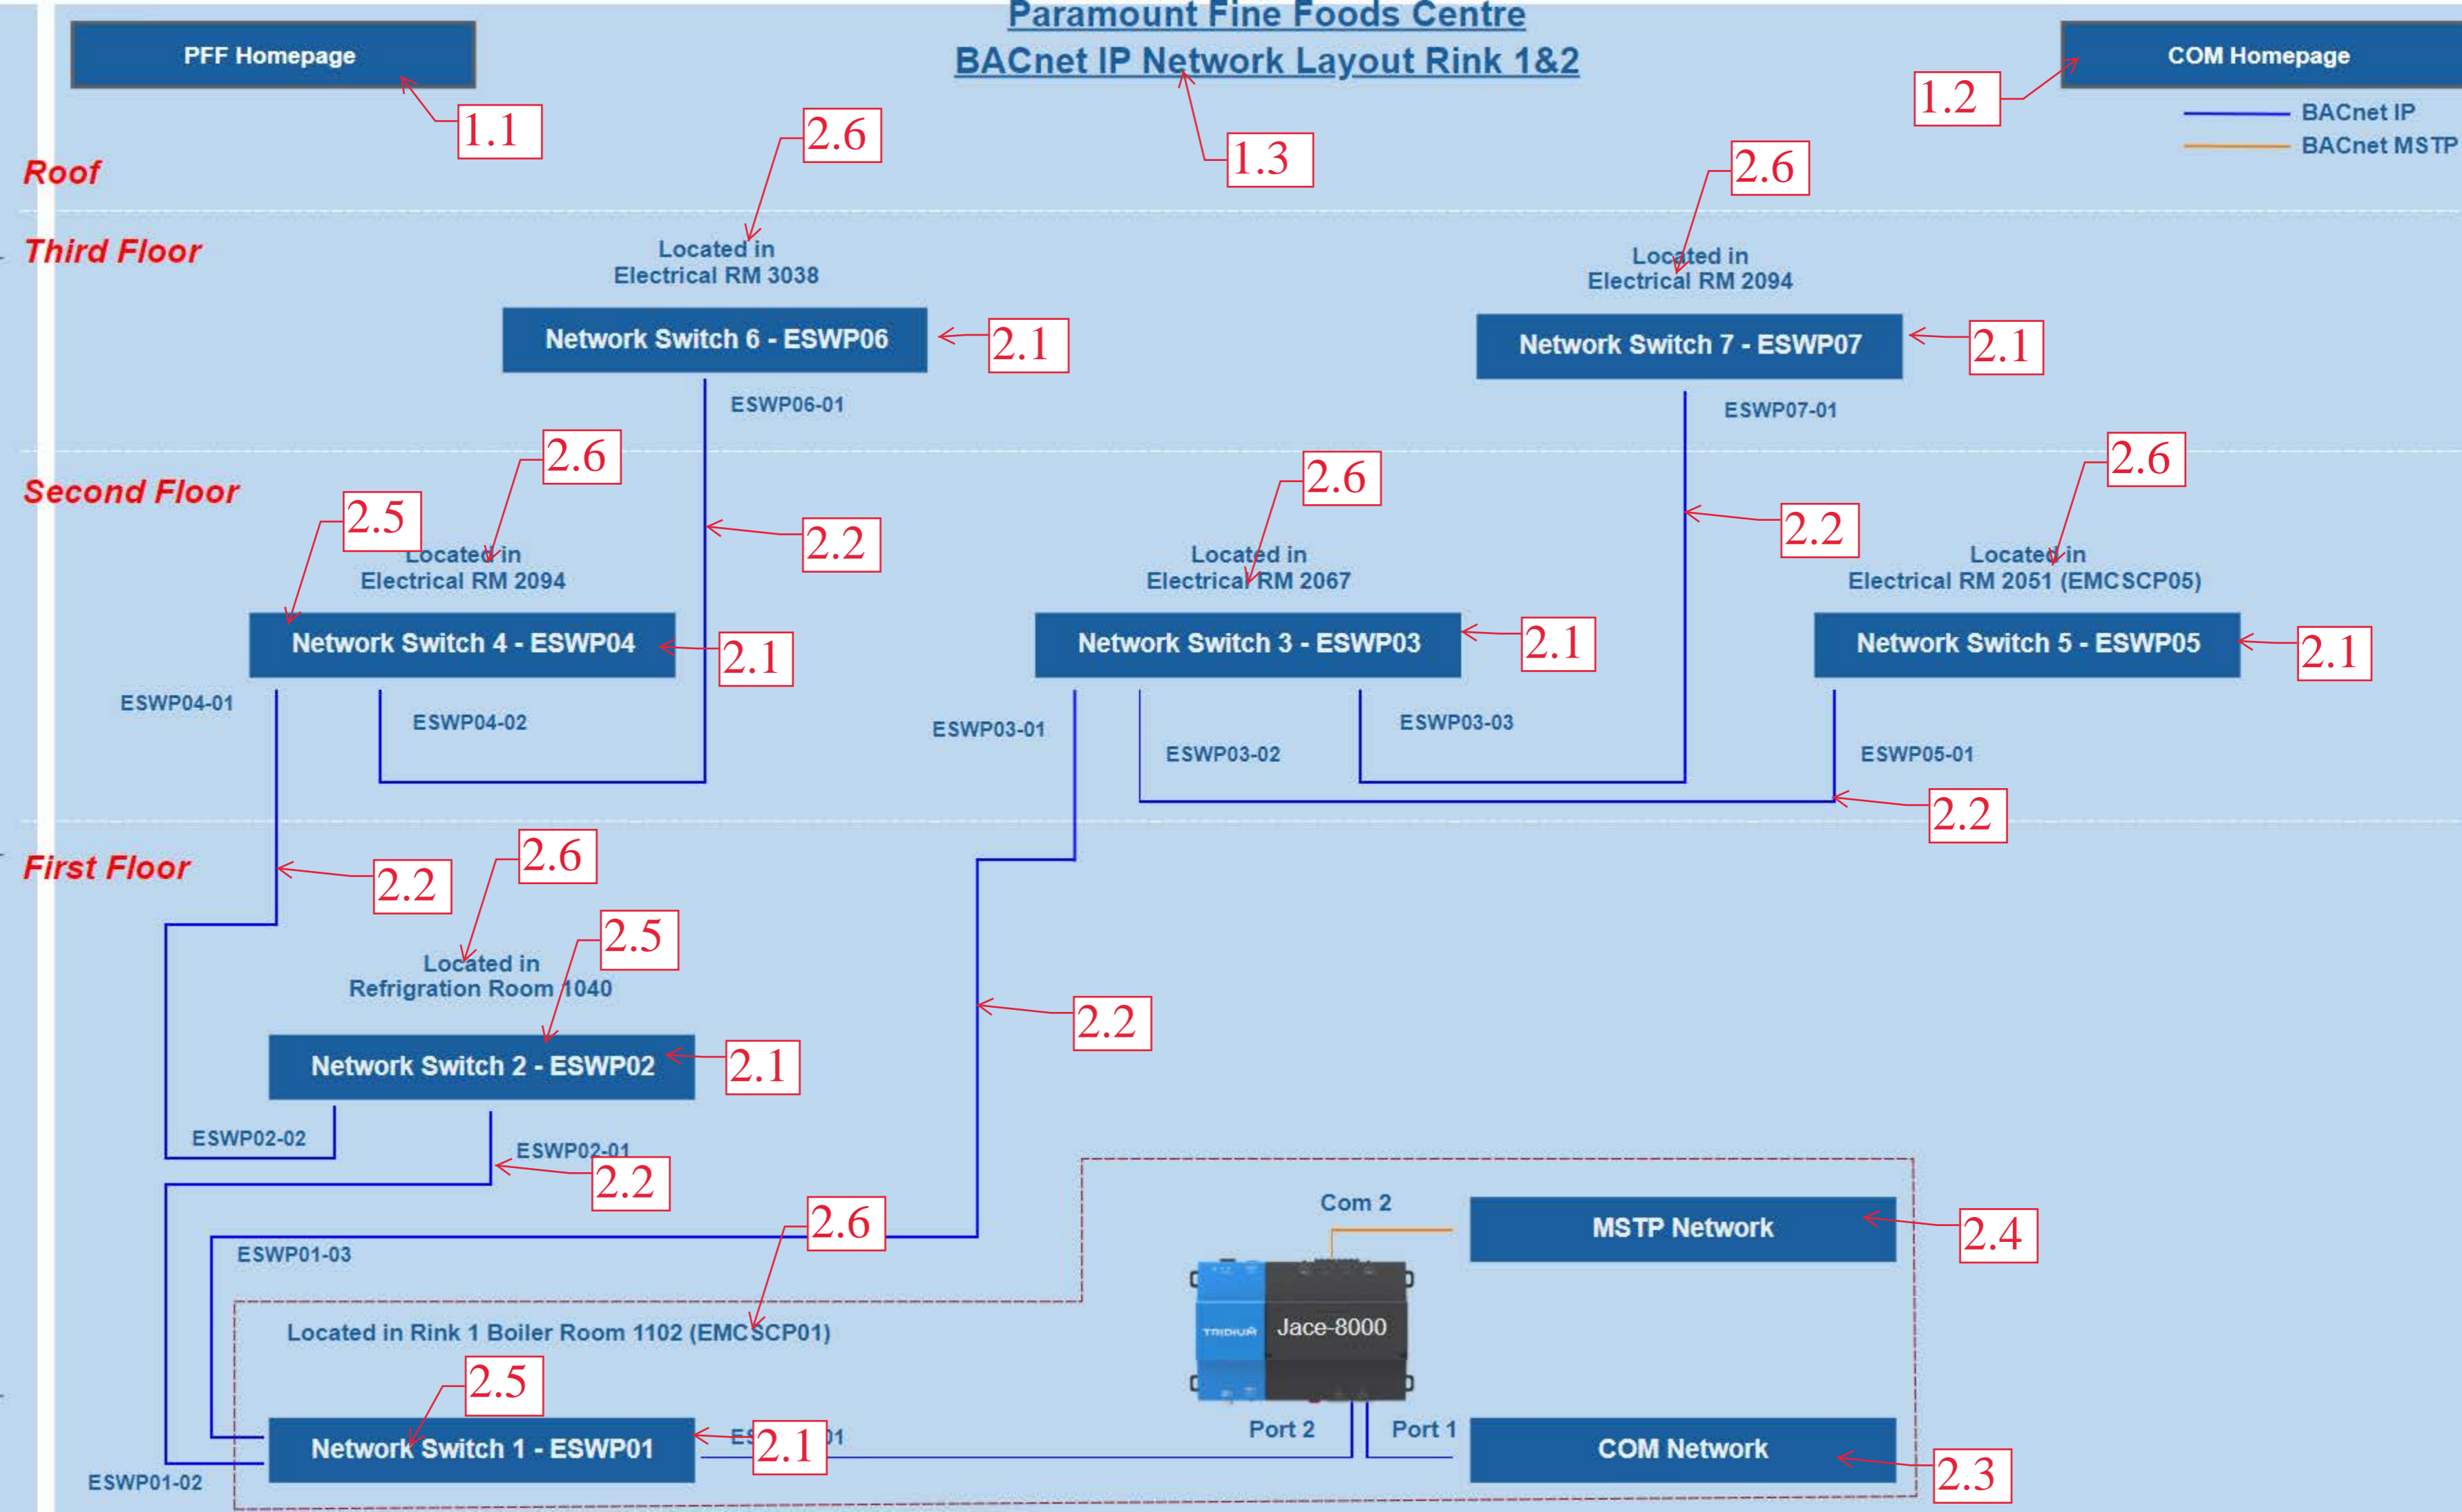 Paramount Fine Foods Centre
BACnet IP Network Layout Rink 1&2
PFF Homepage
COM Homepage
1.1
1.2
1.3
BACnet IP
BACnet MSTP
Roof
2.6
2.6
Third Floor
Located in
Electrical RM 3038
Located in
Electrical RM 2094
Network Switch 6 - ESWP06
2.1
Network Switch 7 - ESWP07
2.1
ESWP06-01
ESWP07-01
Second Floor
2.6
2.6
2.6
2.5
2.2
2.2
Located in
Electrical RM 2094
Located in
Electrical RM 2067
Located in
Electrical RM 2051 (EMCSCP05)
Network Switch 4 - ESWP04
2.1
Network Switch 3 - ESWP03
2.1
Network Switch 5 - ESWP05
2.1
ESWP04-01
ESWP04-02
ESWP03-01
ESWP03-02
ESWP03-03
ESWP05-01
2.2
First Floor
2.2
2.6
2.5
Located in
Refrigration Room 1040
2.2
Network Switch 2 - ESWP02
2.1
ESWP02-02
ESWP02-01
2.2
2.6
Com 2
MSTP Network
2.4
ESWP01-03
Located in Rink 1 Boiler Room 1102 (EMCSCP01)
TRIDIUM
Jace-8000
2.5
Network Switch 1 - ESWP01
2.1
Port 2
Port 1
COM Network
2.3
ESWP01-02